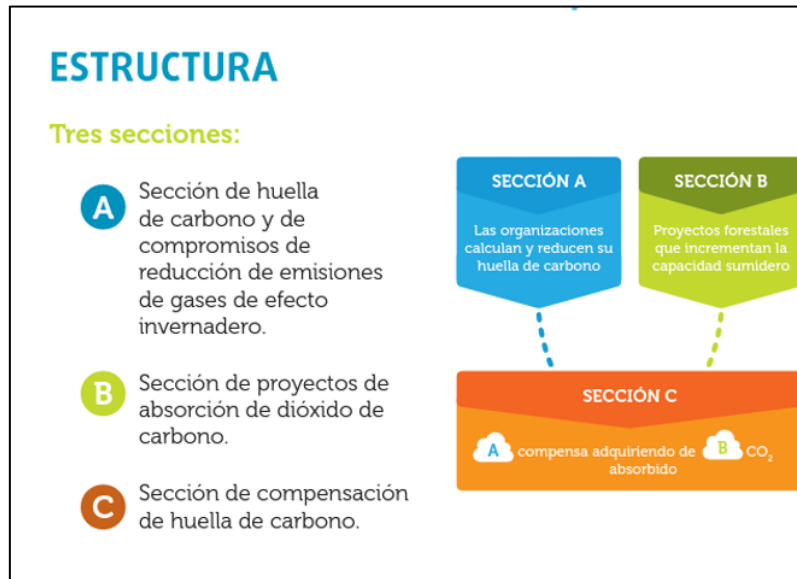 ESTRUCTURA
Tres secciones:
A
Sección de huella
de carbono y de
compromisos de
reducción de emisiones
de gases de efecto
invernadero.
B
Sección de proyectos de
absorción de dióxido de
carbono.
C
Sección de compensación
de huella de carbono.
SECCIÓN A
Las organizaciones
calculan y reducen su
huella de carbono
SECCIÓN B
Proyectos forestales
que incrementan la
capacidad sumidero
SECCIÓN C
A compensa adquiriendo de B CO₂
absorbido